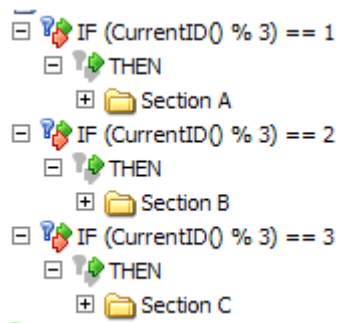 IF (CurrentID() % 3) == 1
THEN
Section A
IF (CurrentID() % 3) == 2
THEN
Section B
IF (CurrentID() % 3) == 3
THEN
Section C